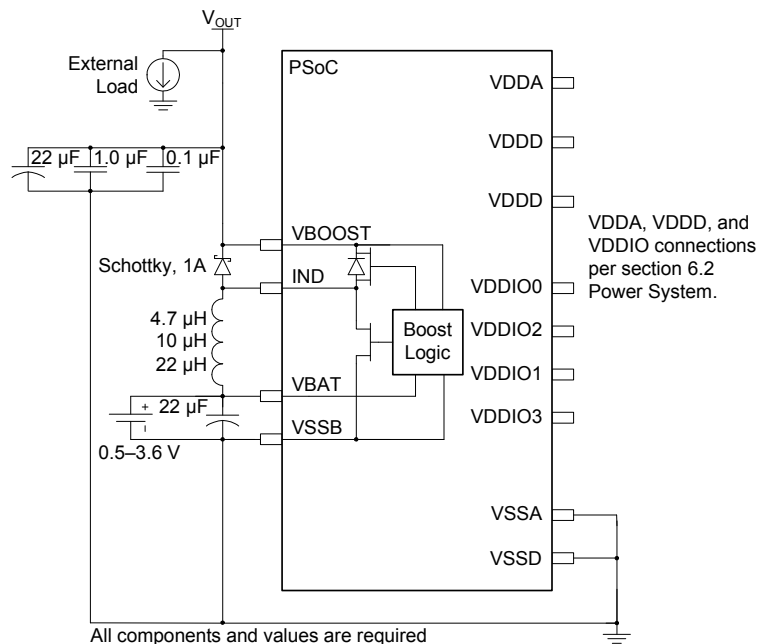 VOUT
External
Load
PSoC
VDDA
VDDD
VDDD
22 µF
1.0 µF
0.1 µF
VDDA, VDDD, and
VDDIO connections
per section 6.2
Power System.
VBOOST
Schottky, 1A
IND
VDDIO0
4.7 µH
10 µH
22 µH
Boost
Logic
VDDIO2
VDDIO1
VBAT
22 µF
+
-
VDDIO3
VSSB
0.5–3.6 V
VSSA
VSSD
All components and values are required